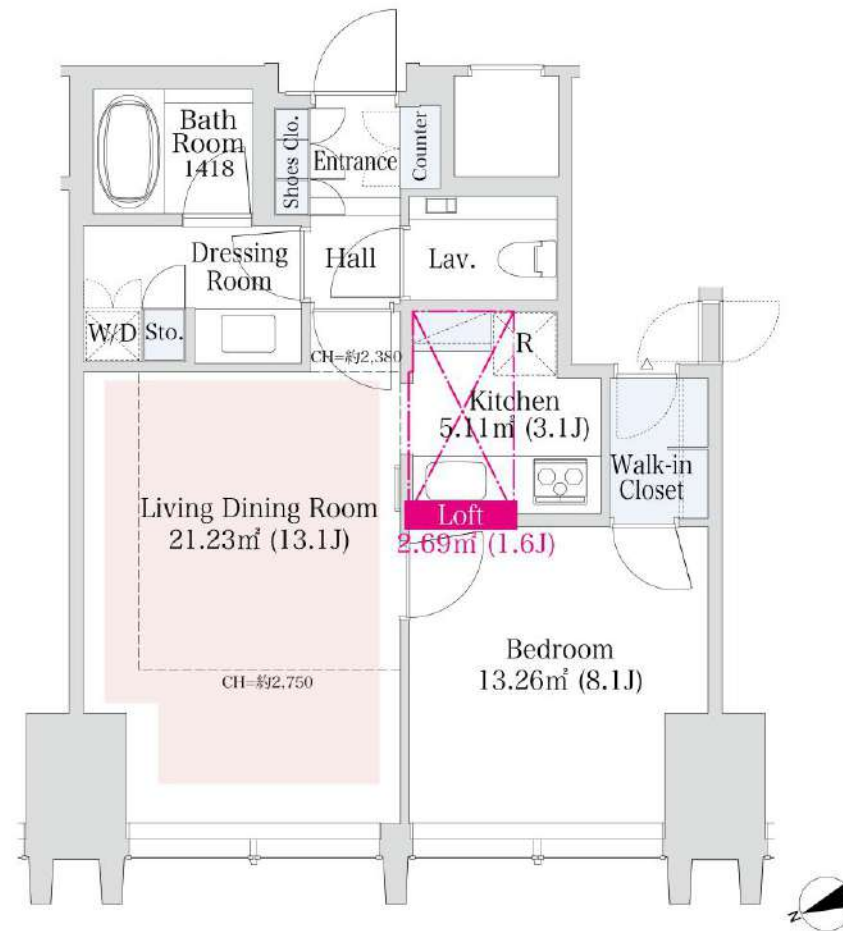 Bath
Room
1418
Shoes Clo.
Entrance
Counter
Dressing
Room
Hall
Lav.
W/D
Sto.
CH=約2,380
R
Kitchen
5.11㎡ (3.1J)
Walk-in
Closet
Living Dining Room
21.23㎡ (13.1J)
Loft
2.69㎡ (1.6J)
Bedroom
13.26㎡ (8.1J)
CH=約2,750
N